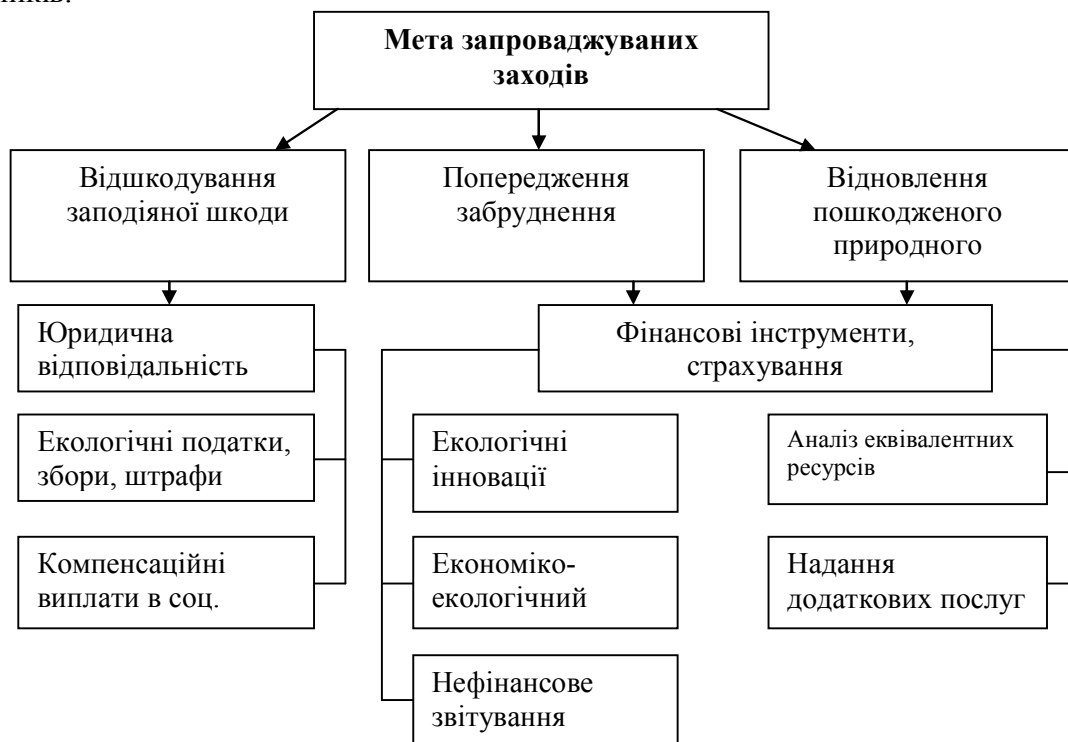 Мета запроваджуваних
заходів
Відшкодування
заподіяної шкоди
Попередження
забруднення
Відновлення
пошкодженого
природного
Юридична
відповідальність
Фінансові інструменти,
страхування
Екологічні податки,
збори, штрафи
Екологічні
інновації
Аналіз еквівалентних
ресурсів
Компенсаційні
виплати в соц.
Економіко-
екологічний
Надання
додаткових послуг
Нефінансове
звітування